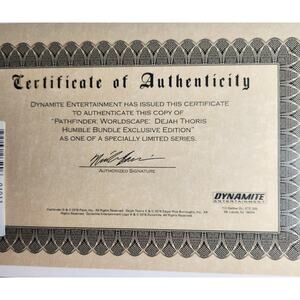 Certificate of Authenticity
DYNAMITE ENTERTAINMENT HAS ISSUED THIS CERTIFICATE
TO AUTHENTICATE THIS COPY OF
"PATHFINDER: WORLDSCAPE: DEJAH THORIS
HUMBLE BUNDLE EXCLUSIVE EDITION"
AS ONE OF A SPECIALLY LIMITED SERIES.
AUTHORIZED SIGNATURE
DYNAMITE
ENTERTAINMENT